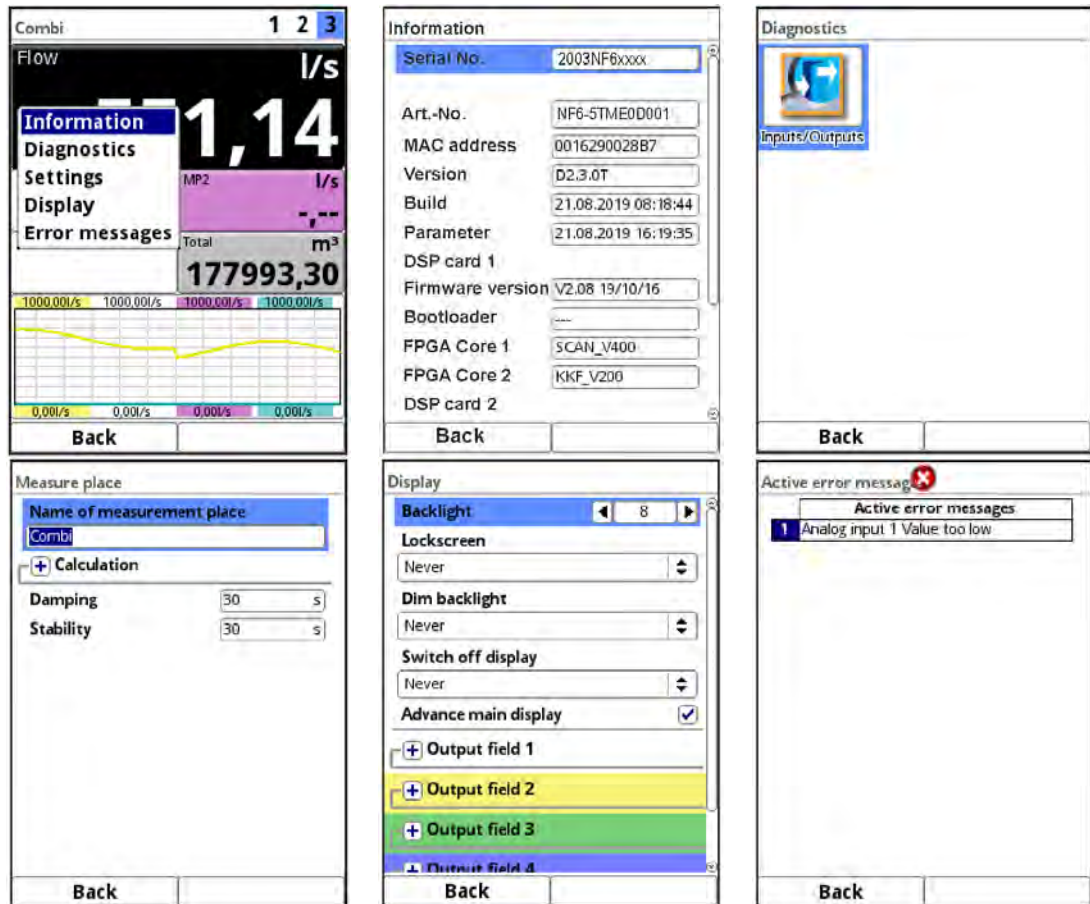 Combi 1 2 3
Flow l/s
1,14
Information
Diagnostics
Settings
Display
Error messages
MP2 l/s
-,--
Total m³
177993,30
1000,00l/s 1000,00l/s 1000,00l/s 1000,00l/s
0,00l/s 0,00l/s 0,00l/s 0,00l/s
Back
Information
Serial No. 2003NF6xxxx
Art.-No. NF6-5TME0D001
MAC address 0016290028B7
Version D2.3.0T
Build 21.08.2019 08:18:44
Parameter 21.08.2019 16:19:35
DSP card 1
Firmware version V2.08 19/10/16
Bootloader ---
FPGA Core 1 SCAN_V400
FPGA Core 2 KKF_V200
DSP card 2
Back
Diagnostics
Inputs/Outputs
Back
Measure place
Name of measurement place
Combi
+ Calculation
Damping 30 s
Stability 30 s
Back
Display
Backlight 8
Lockscreen
Never
Dim backlight
Never
Switch off display
Never
Advance main display
+ Output field 1
+ Output field 2
+ Output field 3
+ Output field 4
Back
Active error messag
Active error messages
1 Analog input 1 Value too low
Back